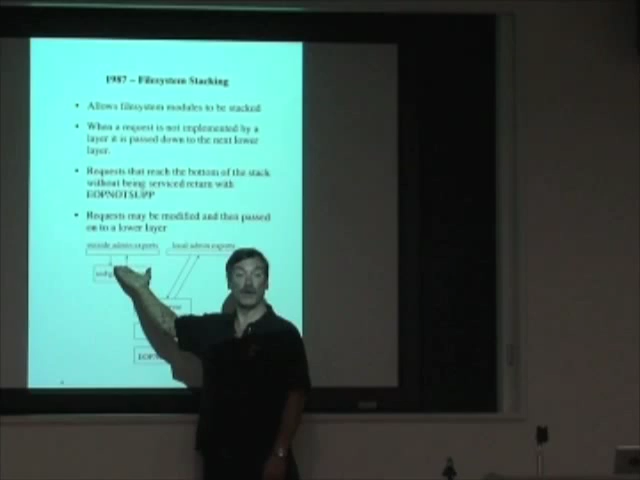 1987 – Filesystem Stacking
• Allows filesystem modules to be stacked
• When a request is not implemented by a
layer it is passed down to the next lower
layer.
• Requests that reach the bottom of the stack
without being serviced return with
EOPNOTSUPP
• Requests may be modified and then passed
on to a lower layer
outside admin exports local admin exports